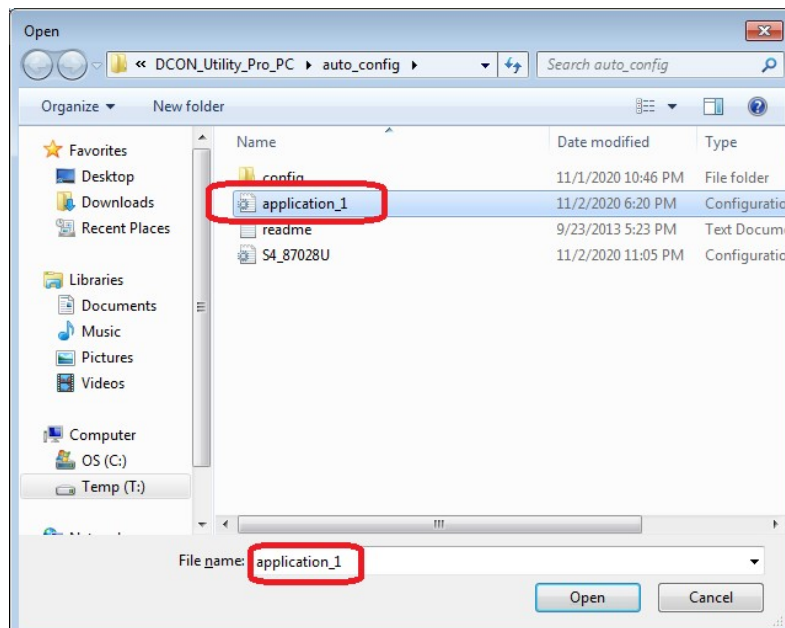 Open
« DCON_Utility_Pro_PC ▸ auto_config ▸ Search auto_config
Organize ▾ New folder
Name Date modified Type
Favorites
Desktop
Downloads
Recent Places
Libraries
Documents
Music
Pictures
Videos
Computer
OS (C:)
Temp (T:)
config 11/1/2020 10:46 PM File folder
application_1 11/2/2020 6:20 PM Configuratio
readme 9/23/2013 5:23 PM Text Docum
S4_87028U 11/2/2020 11:05 PM Configuratio
File name: application_1
Open Cancel